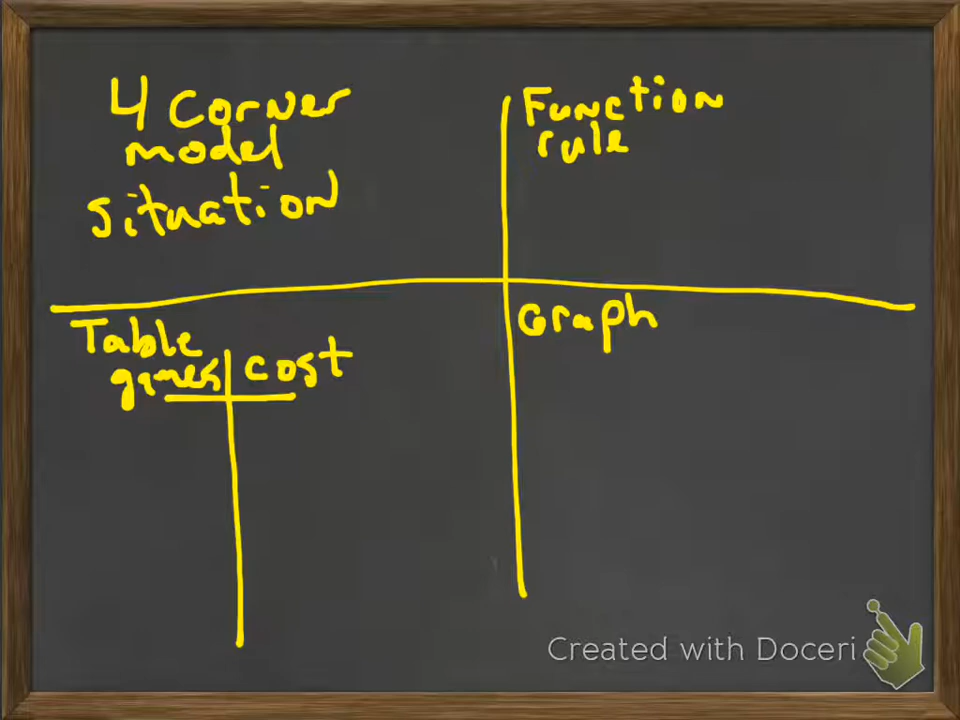 4 Corner
model
situation
Function
rule
Table
games
cost
Graph
Created with Doceri